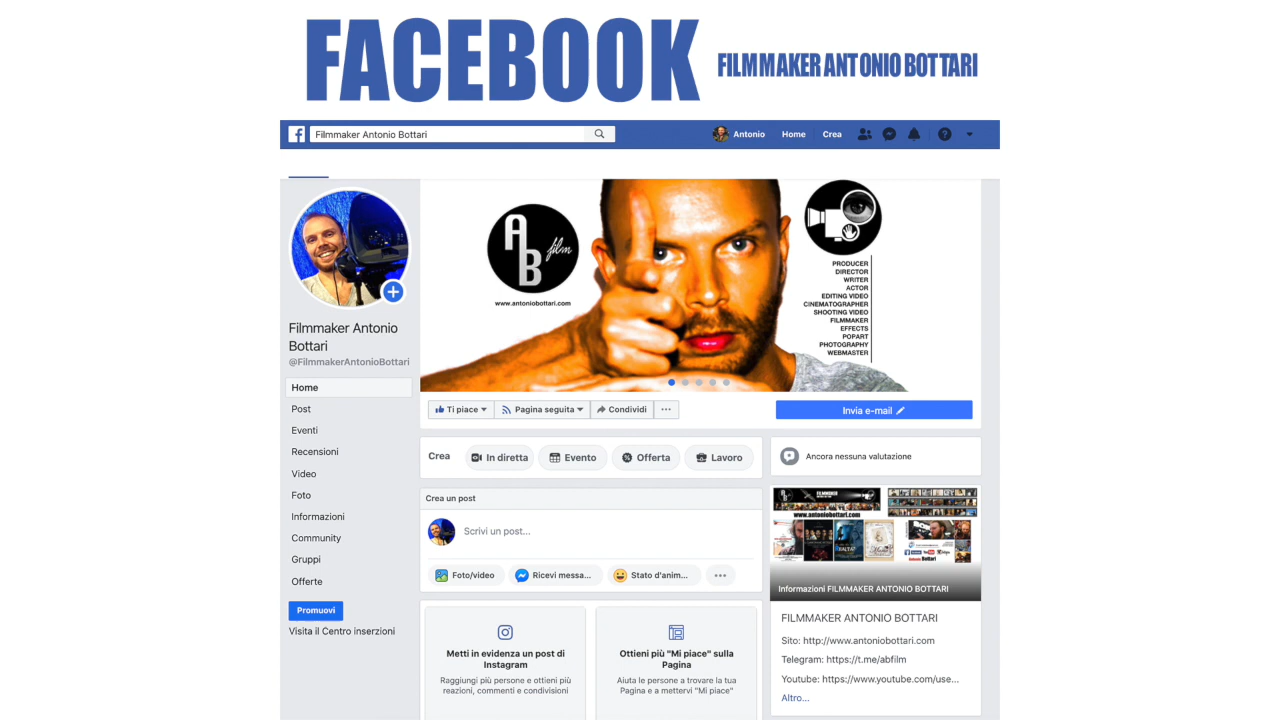 FACEBOOK
FILMMAKER ANTONIO BOTTARI
Filmmaker Antonio Bottari
Antonio
Home
Crea
Filmmaker Antonio
Bottari
@FilmmakerAntonioBottari
Home
Post
Eventi
Recensioni
Video
Foto
Informazioni
Community
Gruppi
Offerte
Promuovi
Visita il Centro inserzioni
AB film
www.antoniobottari.com
PRODUCER
DIRECTOR
WRITER
ACTOR
EDITING VIDEO
CINEMATOGRAPHER
SHOOTING VIDEO
FILMMAKER
EFFECTS
POPART
PHOTOGRAPHY
WEBMASTER
Ti piace
Pagina seguita
Condividi
...
Invia e-mail
Crea
In diretta
Evento
Offerta
Lavoro
Crea un post
Scrivi un post...
Foto/video
Ricevi messa...
Stato d'anim...
...
Metti in evidenza un post di
Instagram
Raggiungi più persone e ottieni più
reazioni, commenti e condivisioni
Ottieni più "Mi piace" sulla
Pagina
Aiuta le persone a trovare la tua
Pagina e a mettervi "Mi piace"
Ancora nessuna valutazione
www.antoniobottari.com
Informazioni FILMMAKER ANTONIO BOTTARI
FILMMAKER ANTONIO BOTTARI
Sito: http://www.antoniobottari.com
Telegram: https://t.me/abfilm
Youtube: https://www.youtube.com/use...
Altro...